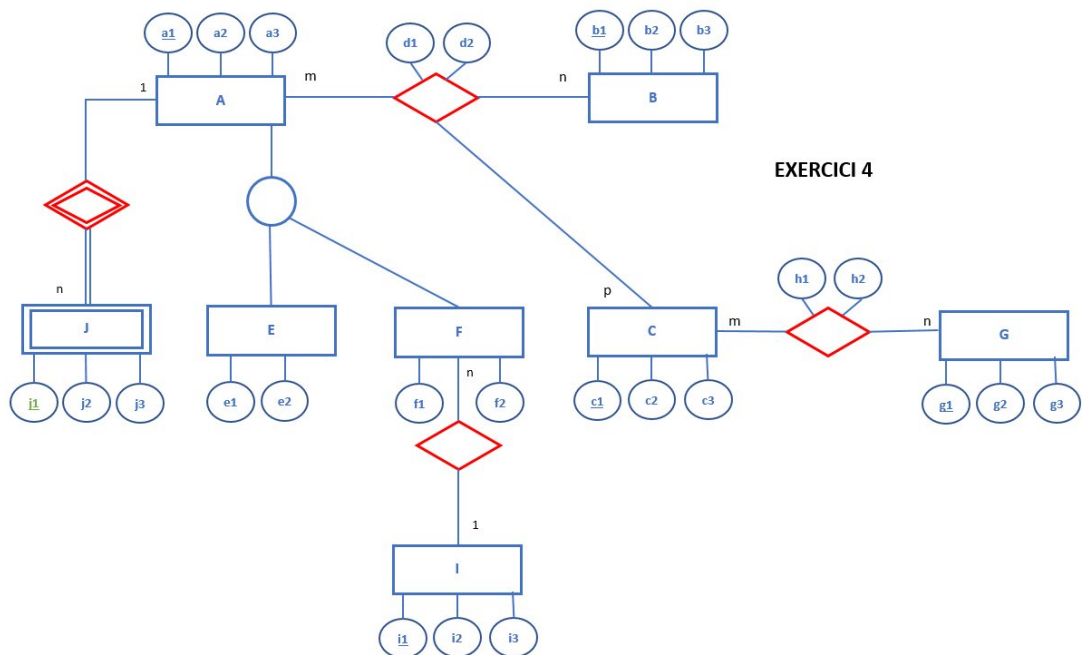 a1 a2 a3
b1 b2 b3
d1 d2
m n
1 A B
EXERCICI 4
h1 h2
n p
m n
J E F C G
n
j1 j2 j3 e1 e2 f1 f2 c1 c2 c3 g1 g2 g3
1
I
i1 i2 i3